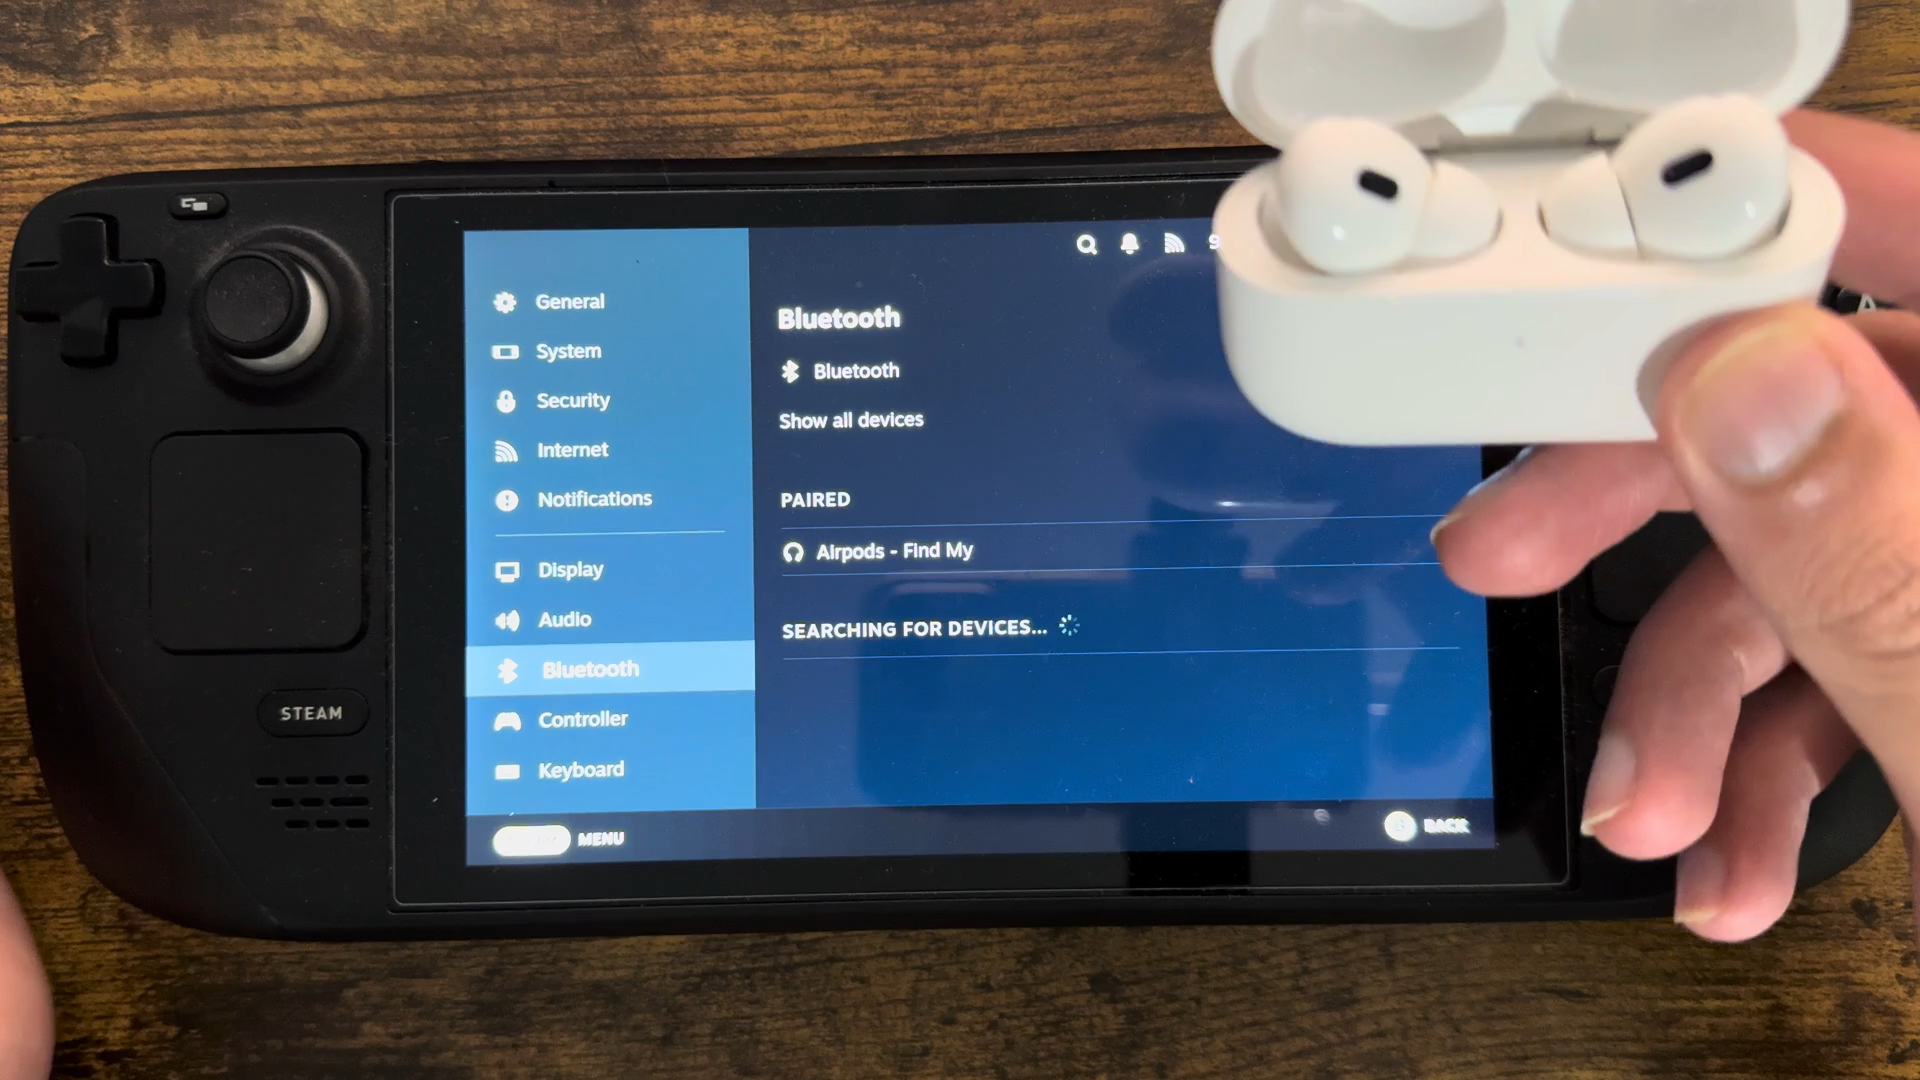 General
System
Security
Internet
Notifications
Display
Audio
Bluetooth
Controller
Keyboard
Bluetooth
Bluetooth
Show all devices
PAIRED
Airpods - Find My
SEARCHING FOR DEVICES...
MENU
BACK
STEAM
A